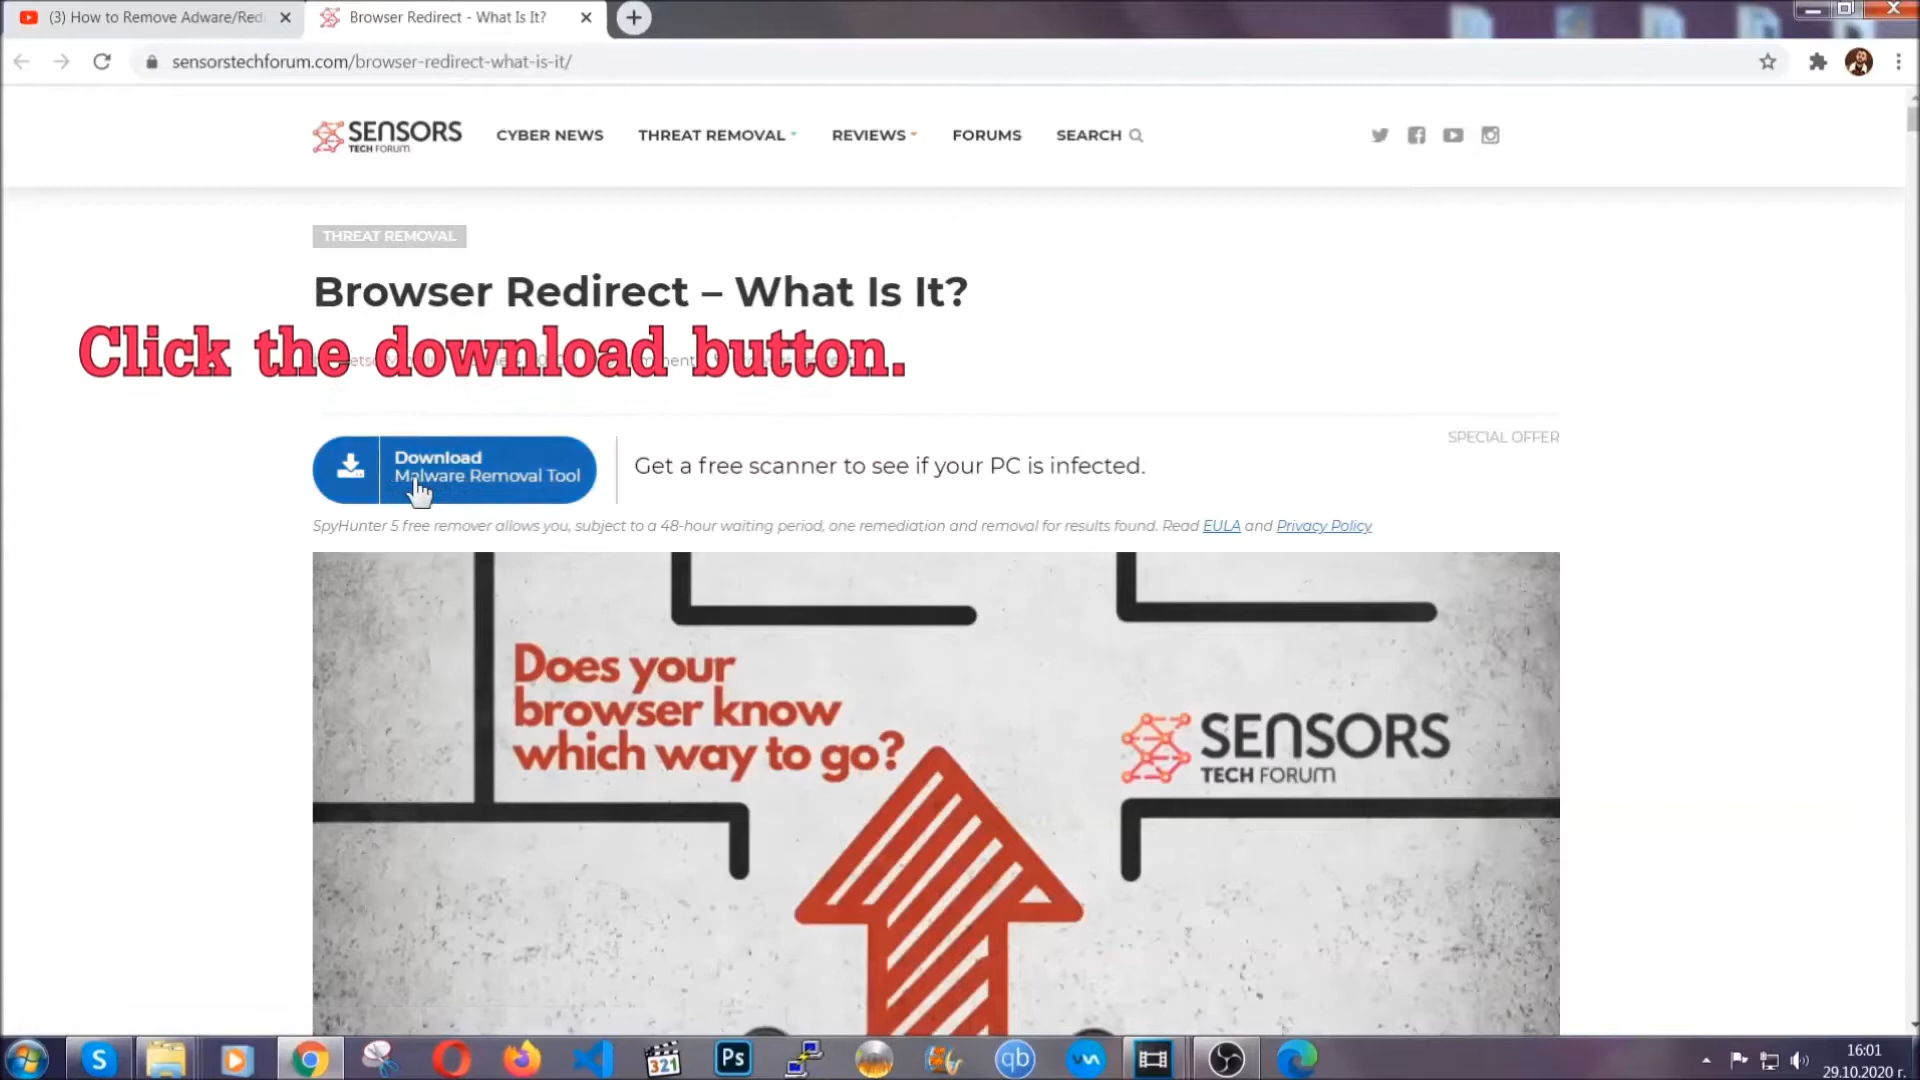 (3) How to Remove Adware/Redi
Browser Redirect - What Is It?
sensorstechforum.com/browser-redirect-what-is-it/
SENSORS
TECH FORUM
CYBER NEWS
THREAT REMOVAL
REVIEWS
FORUMS
SEARCH
THREAT REMOVAL
Browser Redirect – What Is It?
Click the download button.
SPECIAL OFFER
Download
Malware Removal Tool
Get a free scanner to see if your PC is infected.
SpyHunter 5 free remover allows you, subject to a 48-hour waiting period, one remediation and removal for results found. Read EULA and Privacy Policy
Does your
browser know
which way to go?
SENSORS
TECH FORUM
S
321
Ps
qb
16:01
29.10.2020 г.